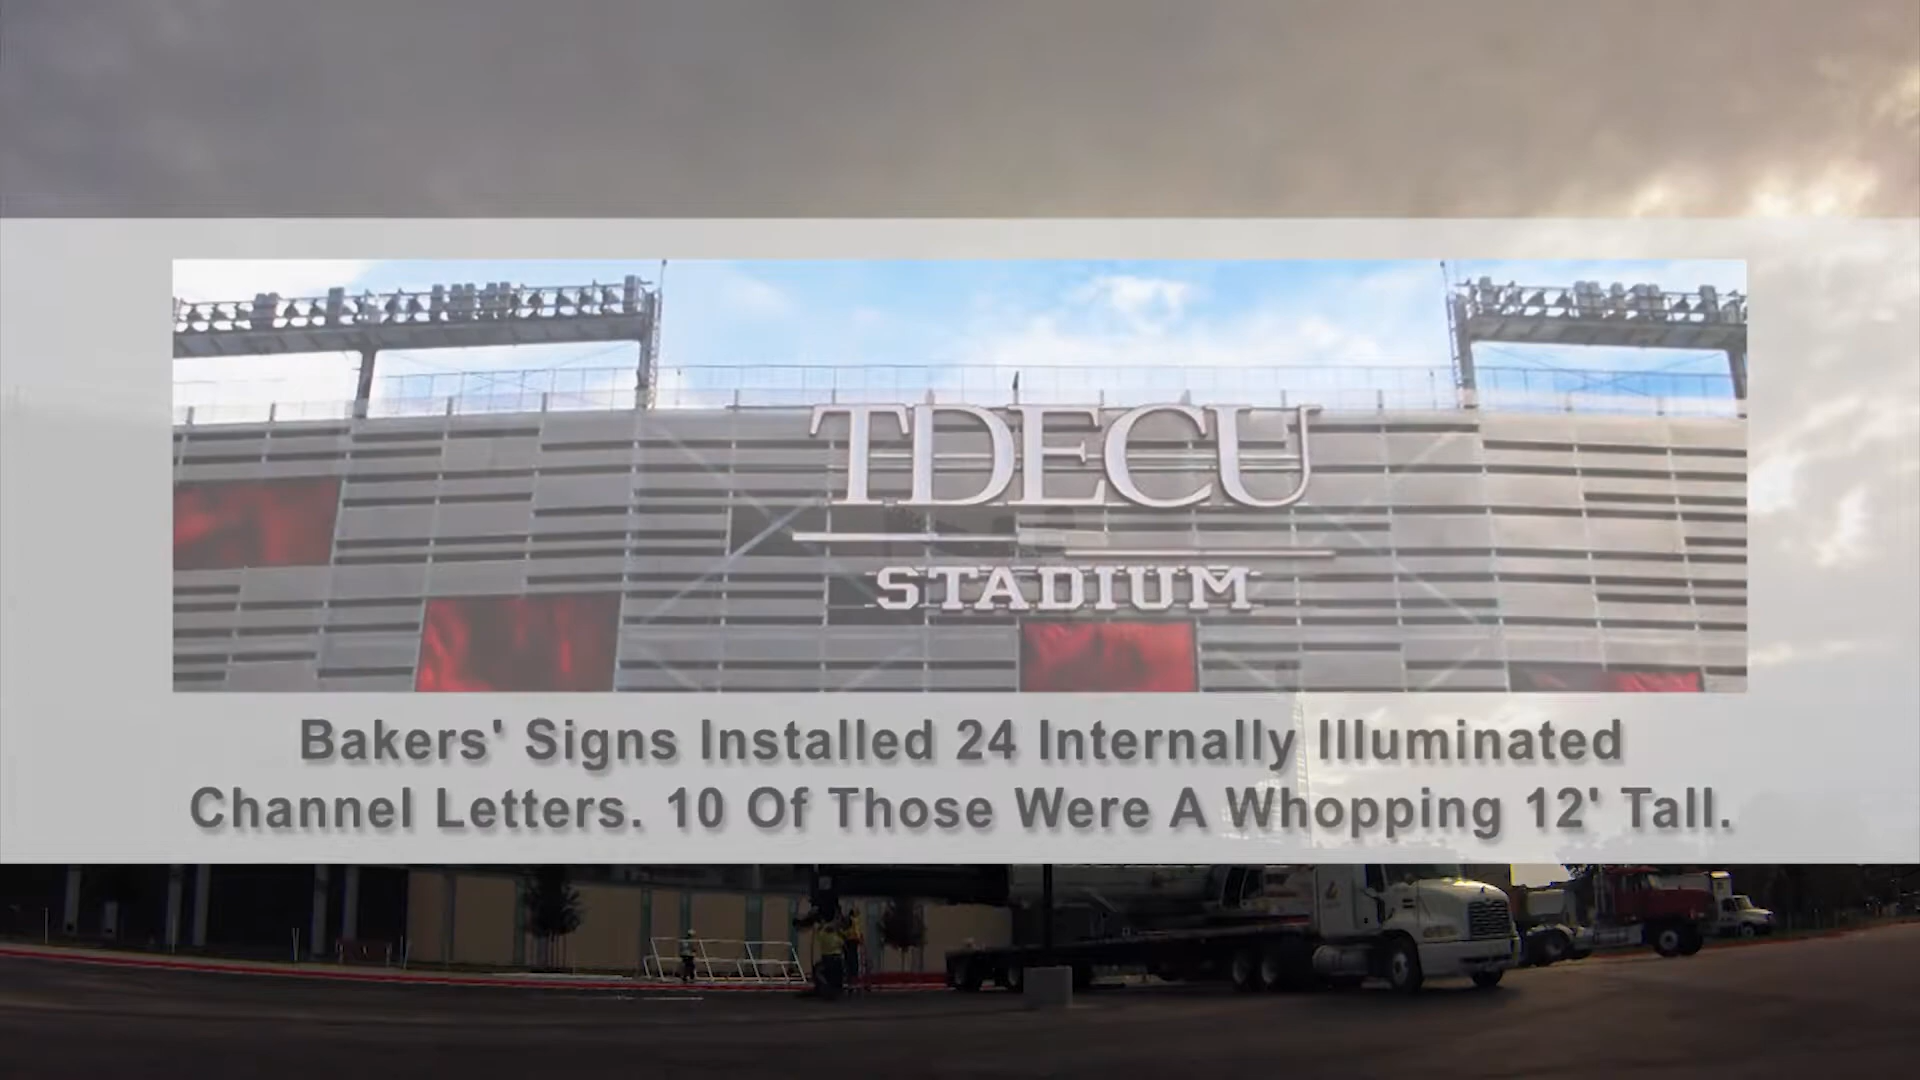 TDECU
STADIUM
Bakers' Signs Installed 24 Internally Illuminated
Channel Letters. 10 Of Those Were A Whopping 12' Tall.